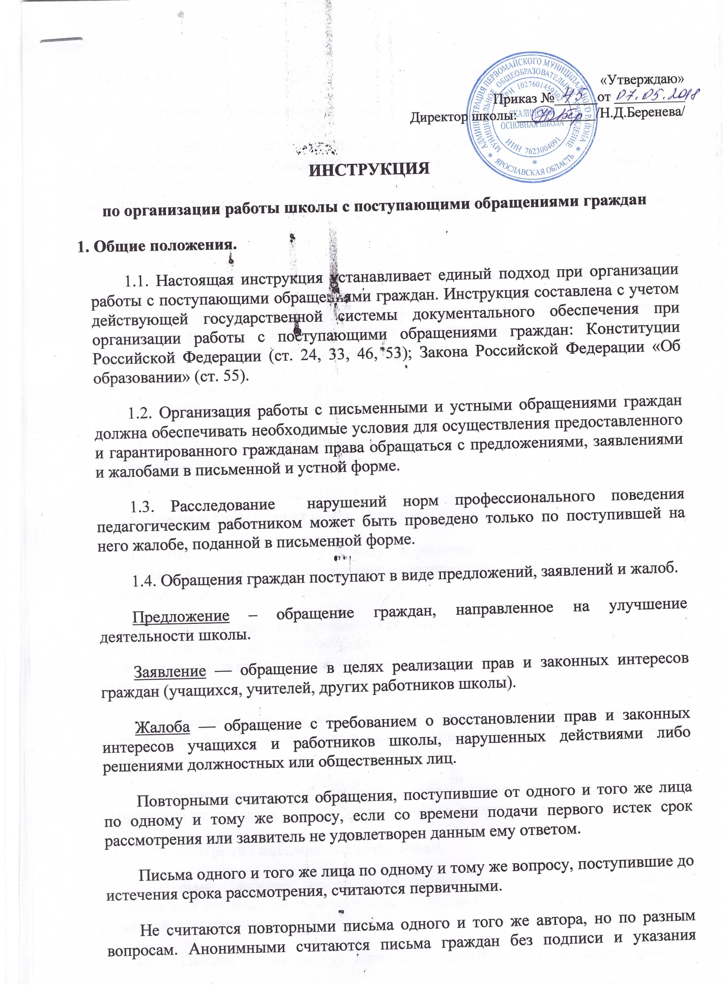 «Утверждаю»
Приказ № 45 от 07.05.2018
Директор школы: /Н.Д.Беренева/
АДМИНИСТРАЦИЯ ПЕРВОМАЙСКОГО МУНИЦИПАЛЬНОГО РАЙОНА
* ЯРОСЛАВСКАЯ ОБЛАСТЬ *
МУНИЦИПАЛЬНОЕ ОБЩЕОБРАЗОВАТЕЛЬНОЕ УЧРЕЖДЕНИЕ
ОГРН 1027601459302
СКАЛИНСКАЯ
ОСНОВНАЯ ШКОЛА
ИНН 7623004091
*
ИНСТРУКЦИЯ
по организации работы школы с поступающими обращениями граждан
1. Общие положения.
1.1. Настоящая инструкция устанавливает единый подход при организации
работы с поступающими обращениями граждан. Инструкция составлена с учетом
действующей государственной системы документального обеспечения при
организации работы с поступающими обращениями граждан: Конституции
Российской Федерации (ст. 24, 33, 46, 53); Закона Российской Федерации «Об
образовании» (ст. 55).
1.2. Организация работы с письменными и устными обращениями граждан
должна обеспечивать необходимые условия для осуществления предоставленного
и гарантированного гражданам права обращаться с предложениями, заявлениями
и жалобами в письменной и устной форме.
1.3. Расследование нарушений норм профессионального поведения
педагогическим работником может быть проведено только по поступившей на
него жалобе, поданной в письменной форме.
1.4. Обращения граждан поступают в виде предложений, заявлений и жалоб.
Предложение – обращение граждан, направленное на улучшение
деятельности школы.
Заявление — обращение в целях реализации прав и законных интересов
граждан (учащихся, учителей, других работников школы).
Жалоба — обращение с требованием о восстановлении прав и законных
интересов учащихся и работников школы, нарушенных действиями либо
решениями должностных или общественных лиц.
Повторными считаются обращения, поступившие от одного и того же лица
по одному и тому же вопросу, если со времени подачи первого истек срок
рассмотрения или заявитель не удовлетворен данным ему ответом.
Письма одного и того же лица по одному и тому же вопросу, поступившие до
истечения срока рассмотрения, считаются первичными.
Не считаются повторными письма одного и того же автора, но по разным
вопросам. Анонимными считаются письма граждан без подписи и указания